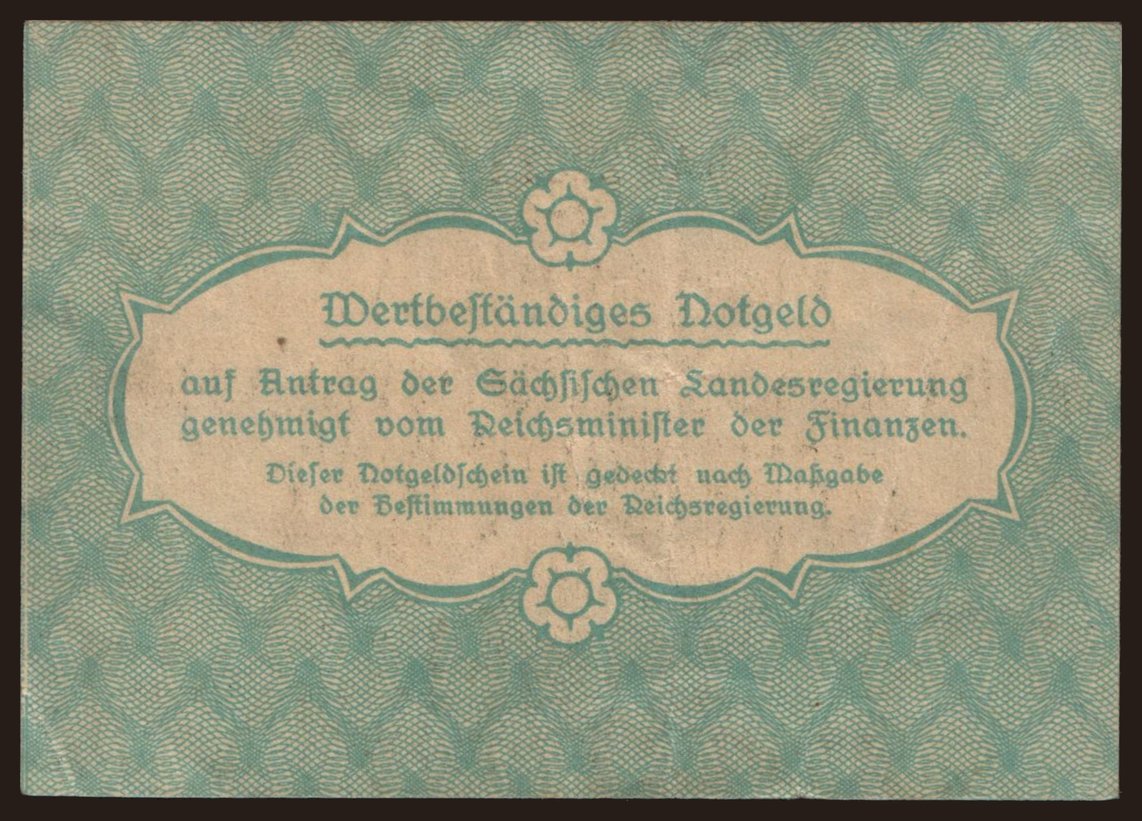 Wertbeständiges Notgeld
auf Antrag der Sächsischen Landesregierung
genehmigt vom Reichsminister der Finanzen.
Dieser Notgeldschein ist gedeckt nach Maßgabe
der Bestimmungen der Reichsregierung.